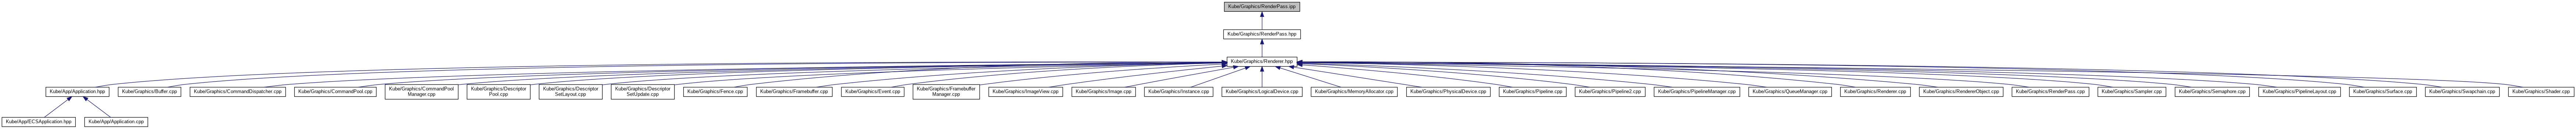 Kube/Graphics/RenderPass.ipp
Kube/Graphics/RenderPass.hpp
Kube/Graphics/Renderer.hpp
Kube/App/Application.hpp
Kube/Graphics/Buffer.cpp
Kube/Graphics/CommandDispatcher.cpp
Kube/Graphics/CommandPool.cpp
Kube/Graphics/CommandPool
Manager.cpp
Kube/Graphics/Descriptor
Pool.cpp
Kube/Graphics/Descriptor
SetLayout.cpp
Kube/Graphics/Descriptor
SetUpdate.cpp
Kube/Graphics/Fence.cpp
Kube/Graphics/Framebuffer.cpp
Kube/Graphics/Event.cpp
Kube/Graphics/Framebuffer
Manager.cpp
Kube/Graphics/ImageView.cpp
Kube/Graphics/Image.cpp
Kube/Graphics/Instance.cpp
Kube/Graphics/LogicalDevice.cpp
Kube/Graphics/MemoryAllocator.cpp
Kube/Graphics/PhysicalDevice.cpp
Kube/Graphics/Pipeline.cpp
Kube/Graphics/Pipeline2.cpp
Kube/Graphics/PipelineManager.cpp
Kube/Graphics/QueueManager.cpp
Kube/Graphics/Renderer.cpp
Kube/Graphics/RendererObject.cpp
Kube/Graphics/RenderPass.cpp
Kube/Graphics/Sampler.cpp
Kube/Graphics/Semaphore.cpp
Kube/Graphics/PipelineLayout.cpp
Kube/Graphics/Surface.cpp
Kube/Graphics/Swapchain.cpp
Kube/Graphics/Shader.cpp
Kube/App/ECSApplication.hpp
Kube/App/Application.cpp